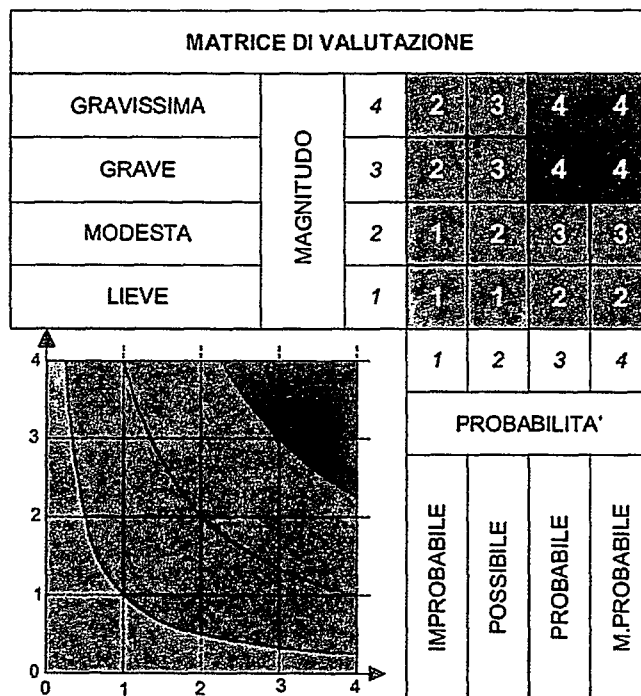 MATRICE DI VALUTAZIONE
GRAVISSIMA 4 2 3 4 4
GRAVE 3 2 3 4 4
MODESTA 2 1 2 3 3
LIEVE 1 1 1 2 2
MAGNITUDO
1 2 3 4
PROBABILITA'
IMPROBABILE
POSSIBILE
PROBABILE
M.PROBABILE
4
3
2
1
0
0 1 2 3 4